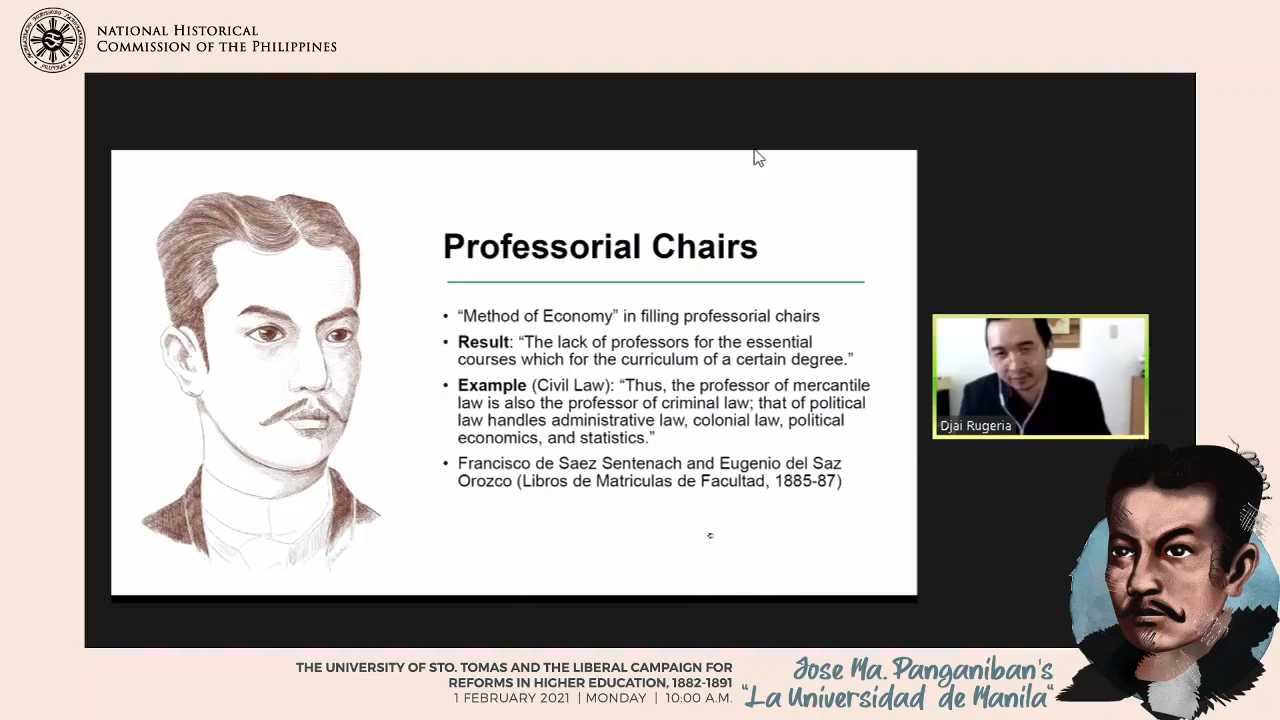 NATIONAL HISTORICAL
COMMISSION OF THE PHILIPPINES
Professorial Chairs
• “Method of Economy” in filling professorial chairs
• Result: “The lack of professors for the essential
courses which for the curriculum of a certain degree.”
• Example (Civil Law): “Thus, the professor of mercantile
law is also the professor of criminal law; that of political
law handles administrative law, colonial law, political
economics, and statistics.”
• Francisco de Saez Sentenach and Eugenio del Saz
Orozco (Libros de Matriculas de Facultad, 1885-87)
Djai Rugeria
THE UNIVERSITY OF STO. TOMAS AND THE LIBERAL CAMPAIGN FOR
REFORMS IN HIGHER EDUCATION, 1882-1891
1 FEBRUARY 2021 | MONDAY | 10:00 A.M.
Jose Ma. Panganiban's
"La Universidad de Manila"